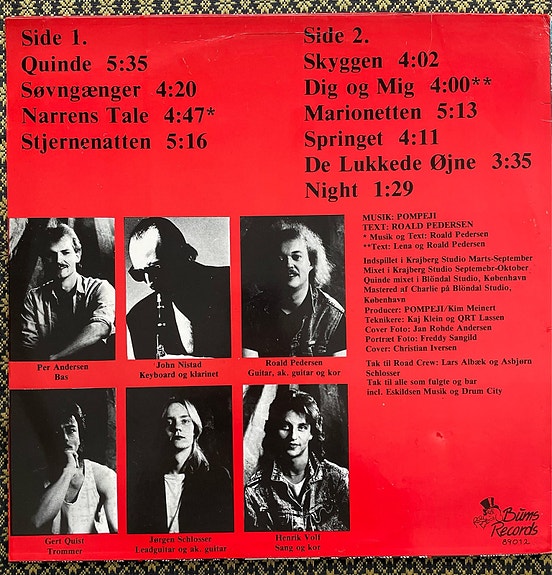 Side 1.
Quinde 5:35
Søvngænger 4:20
Narrens Tale 4:47*
Stjernenatten 5:16
Side 2.
Skyggen 4:02
Dig og Mig 4:00**
Marionetten 5:13
Springet 4:11
De Lukkede Øjne 3:35
Night 1:29
MUSIK: POMPEJI
TEXT: ROALD PEDERSEN
* Musik og Text: Roald Pedersen
**Text: Lena og Roald Pedersen
Indspillet i Krajberg Studio Marts-September
Mixet i Krajberg Studio Septemebr-Oktober
Quinde mixet i Blöndal Studio, København
Mastered af Charlie på Blöndal Studio,
København
Producer: POMPEJI/Kim Meinert
Teknikere: Kaj Klein og QRT Lassen
Cover Foto: Jan Rohde Andersen
Portræt Foto: Freddy Sangild
Cover: Christian Iversen
Tak til Road Crew: Lars Albæk og Asbjørn
Schlosser
Tak til alle som fulgte og bar
incl. Eskildsen Musik og Drum City
Per Andersen
Bas
John Nistad
Keyboard og klarinet
Roald Pedersen
Guitar, ak. guitar og kor
Gert Quist
Trommer
Jørgen Schlosser
Leadguitar og ak. guitar
Henrik Volf
Sang og kor
Büms
Records
89012